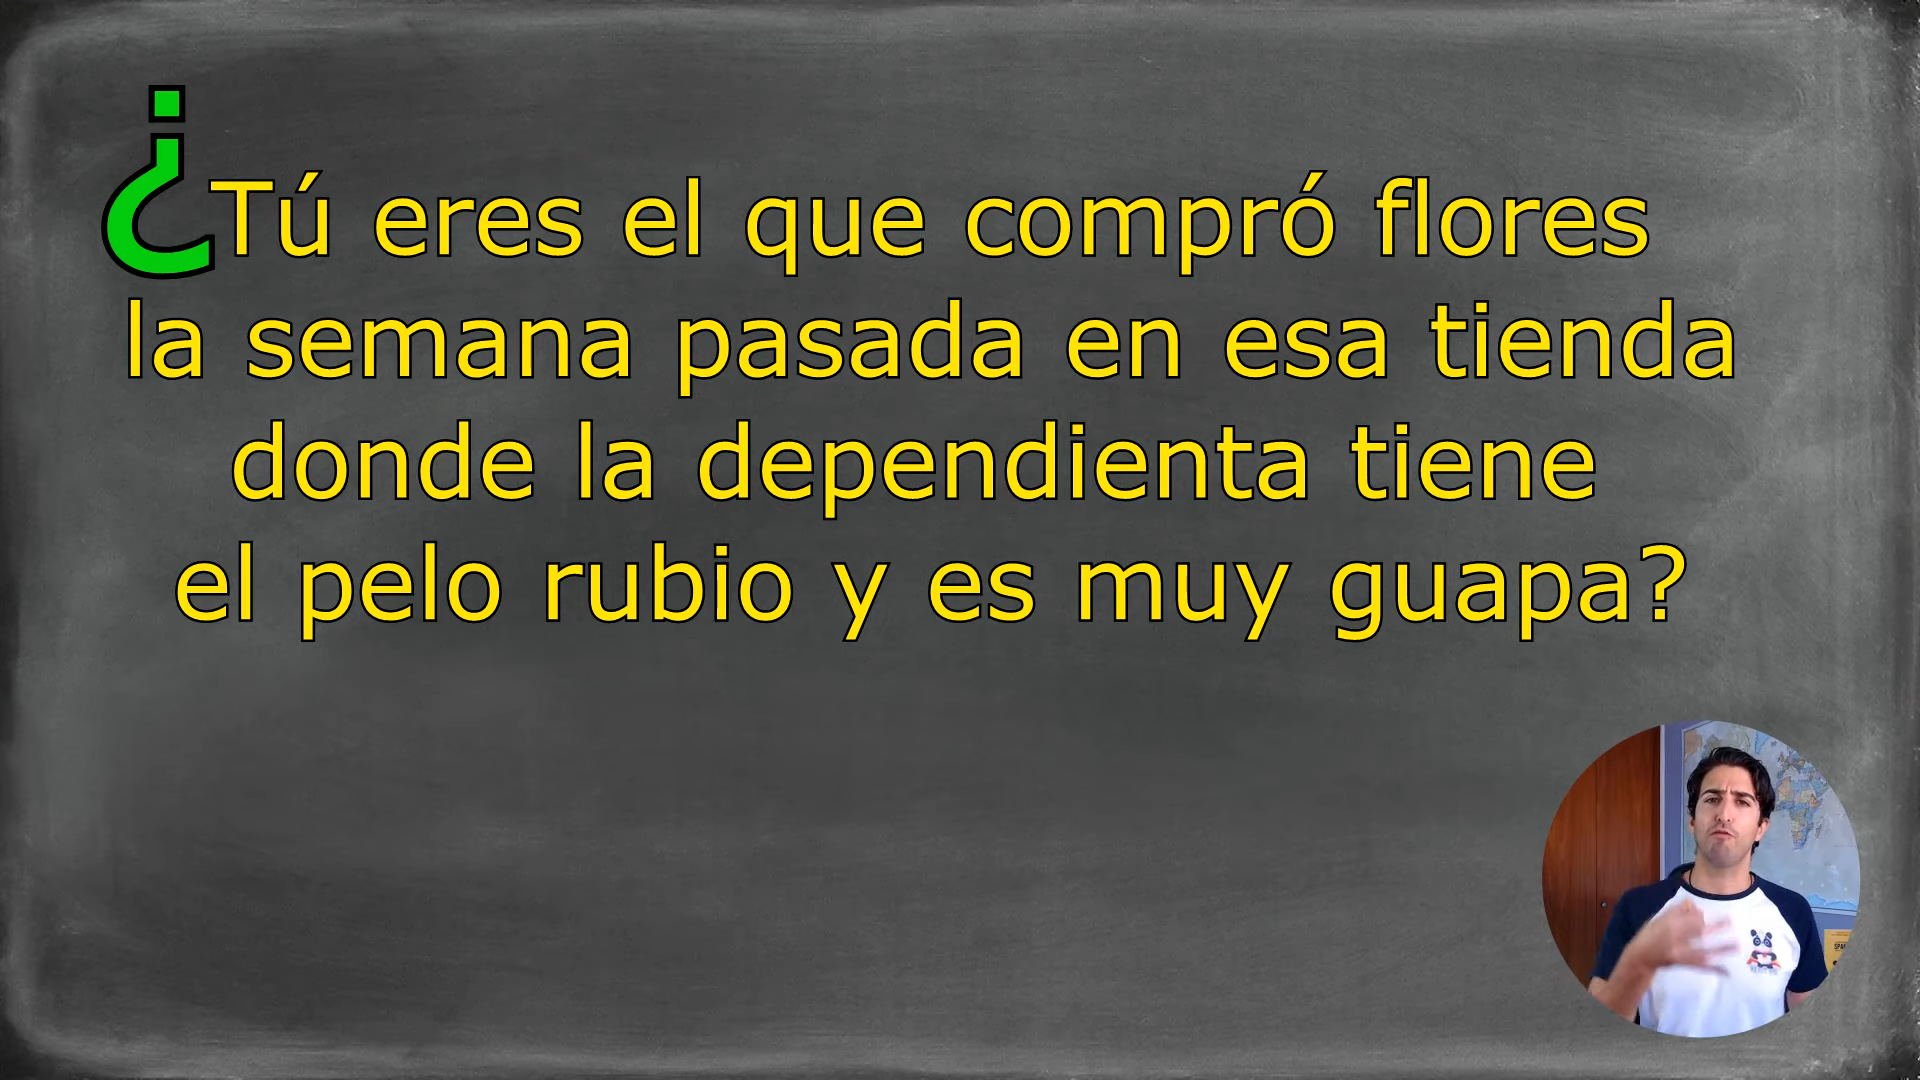 ¿Tú eres el que compró flores
la semana pasada en esa tienda
donde la dependienta tiene
el pelo rubio y es muy guapa?